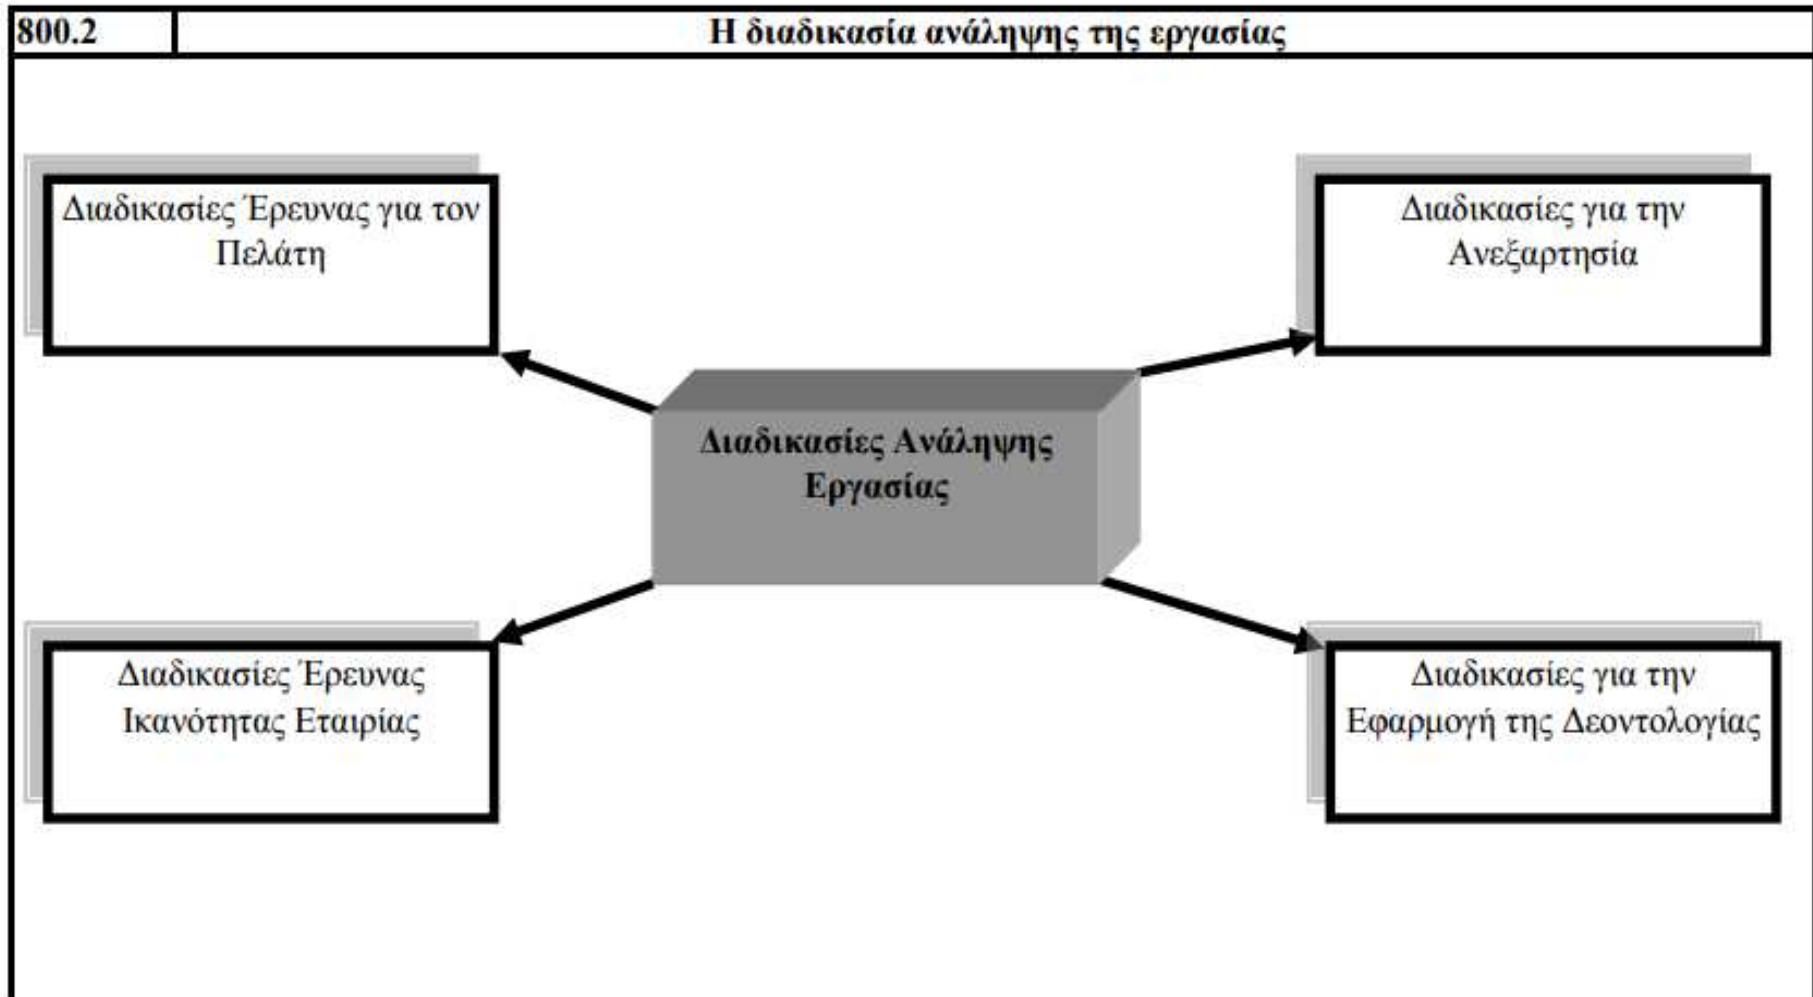 800.2
Η διαδικασία ανάληψης της εργασίας
Διαδικασίες Έρευνας για τον
Πελάτη
Διαδικασίες για την
Ανεξαρτησία
Διαδικασίες Ανάληψης
Εργασίας
Διαδικασίες Έρευνας
Ικανότητας Εταιρίας
Διαδικασίες για την
Εφαρμογή της Δεοντολογίας